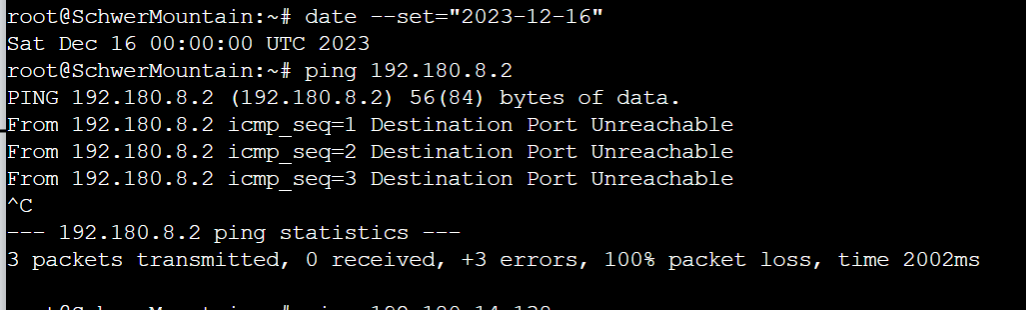 root@SchwerMountain:~# date --set="2023-12-16"
Sat Dec 16 00:00:00 UTC 2023
root@SchwerMountain:~# ping 192.180.8.2
PING 192.180.8.2 (192.180.8.2) 56(84) bytes of data.
From 192.180.8.2 icmp_seq=1 Destination Port Unreachable
From 192.180.8.2 icmp_seq=2 Destination Port Unreachable
From 192.180.8.2 icmp_seq=3 Destination Port Unreachable
^C
--- 192.180.8.2 ping statistics ---
3 packets transmitted, 0 received, +3 errors, 100% packet loss, time 2002ms